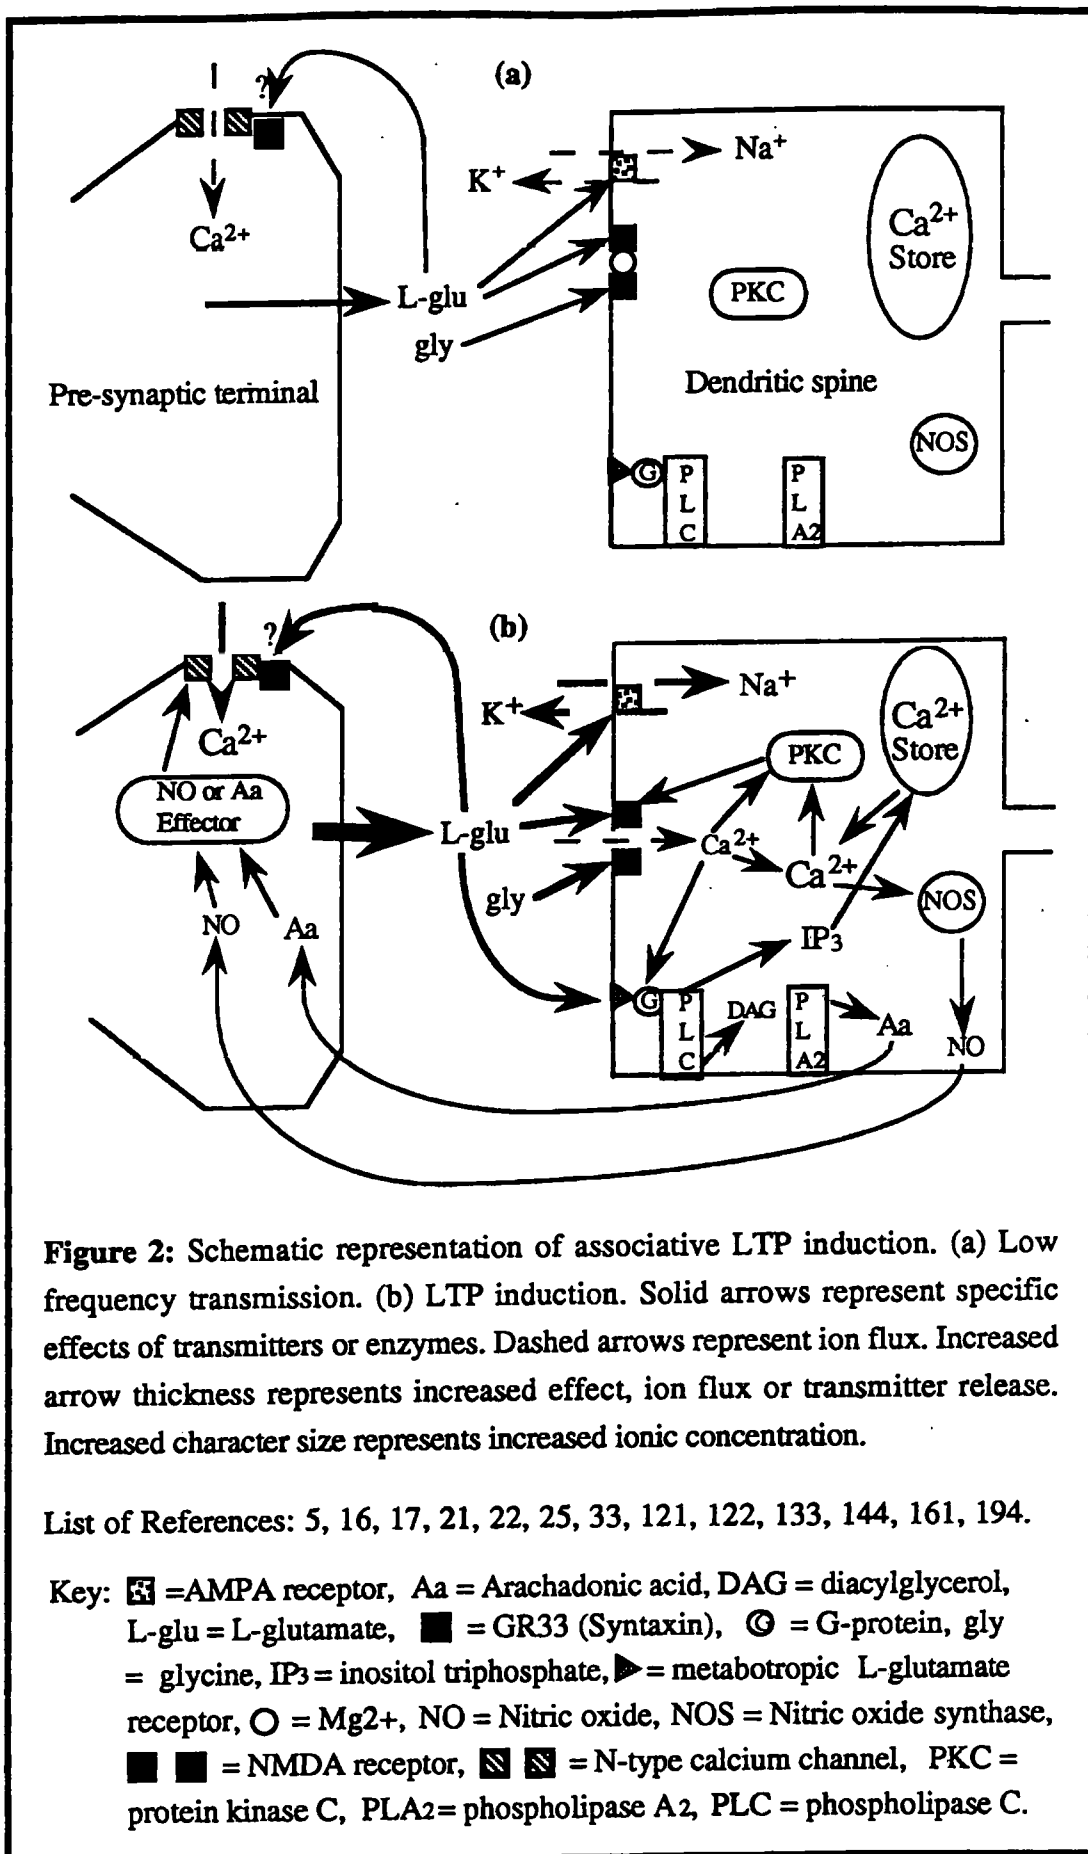 (a)
?
Na⁺
K⁺
Ca²⁺
Ca²⁺
Store
L-glu
PKC
gly
Dendritic spine
Pre-synaptic terminal
NOS
G
P
L
C
P
L
A2
(b)
?
Na⁺
K⁺
Ca²⁺
Ca²⁺
Store
PKC
NO or Aa
Effector
L-glu
Ca²⁺
Ca²⁺
gly
NOS
NO
Aa
IP₃
G
P
L
C
DAG
P
L
A2
Aa
NO
Figure 2: Schematic representation of associative LTP induction. (a) Low
frequency transmission. (b) LTP induction. Solid arrows represent specific
effects of transmitters or enzymes. Dashed arrows represent ion flux. Increased
arrow thickness represents increased effect, ion flux or transmitter release.
Increased character size represents increased ionic concentration.
List of References: 5, 16, 17, 21, 22, 25, 33, 121, 122, 133, 144, 161, 194.
Key: =AMPA receptor, Aa = Arachadonic acid, DAG = diacylglycerol,
L-glu = L-glutamate, = GR33 (Syntaxin), G = G-protein, gly
= glycine, IP₃ = inositol triphosphate, = metabotropic L-glutamate
receptor, = Mg2+, NO = Nitric oxide, NOS = Nitric oxide synthase,
= NMDA receptor, = N-type calcium channel, PKC =
protein kinase C, PLA₂ = phospholipase A₂, PLC = phospholipase C.